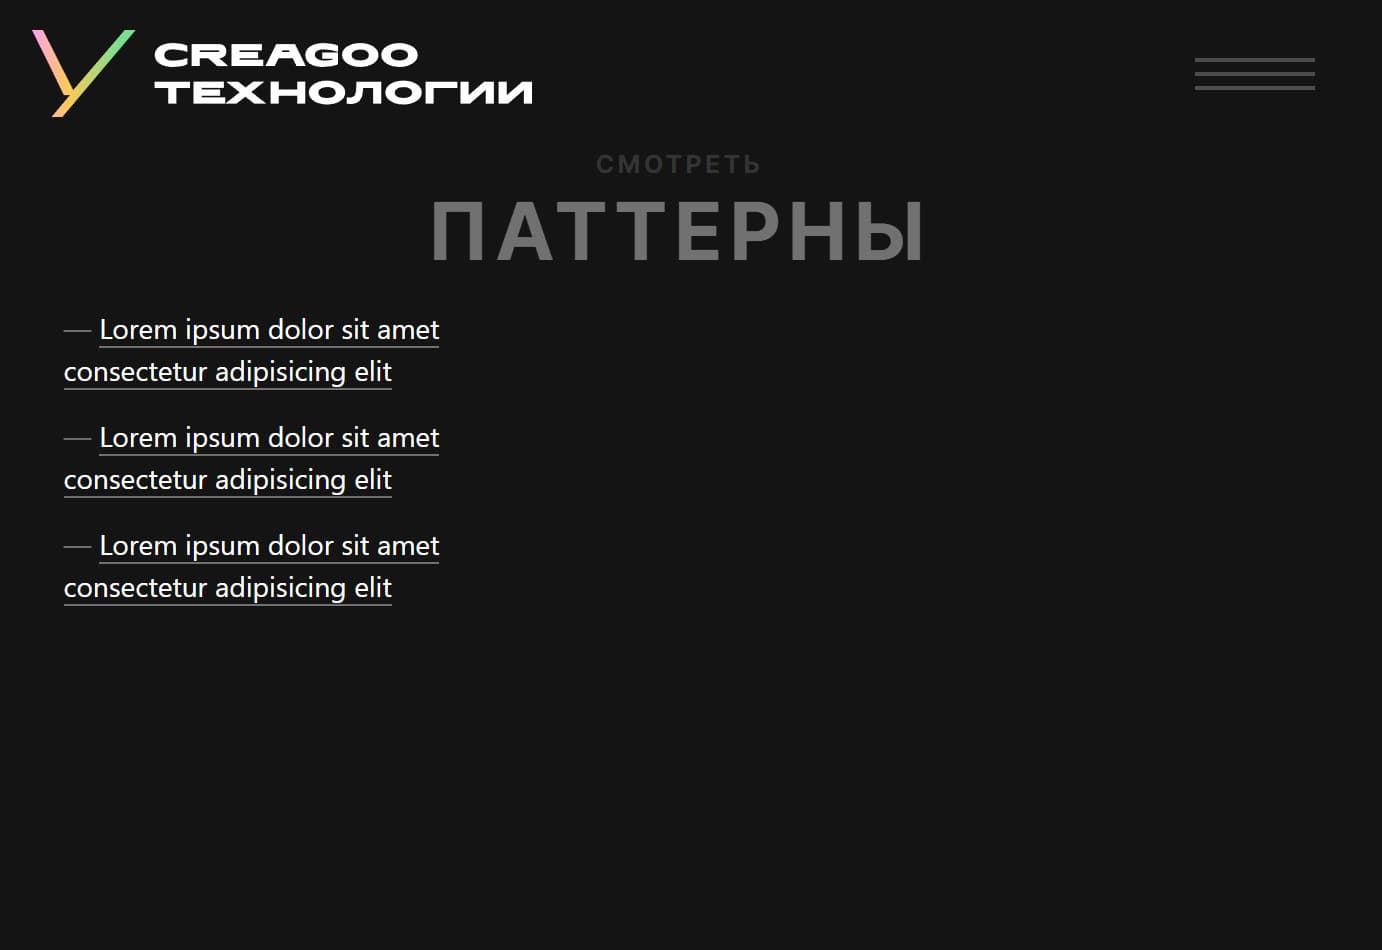 CREAGOO
ТЕХНОЛОГИИ
СМОТРЕТЬ
ПАТТЕРНЫ
— Lorem ipsum dolor sit amet
consectetur adipisicing elit
— Lorem ipsum dolor sit amet
consectetur adipisicing elit
— Lorem ipsum dolor sit amet
consectetur adipisicing elit